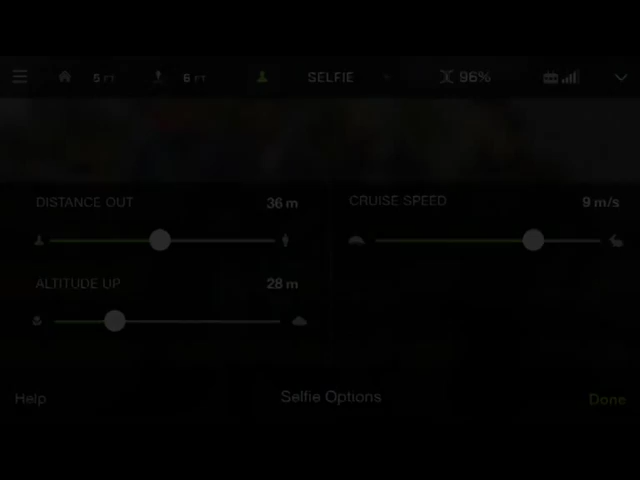 5 FT 6 FT SELFIE 96%
DISTANCE OUT 36 m
CRUISE SPEED 9 m/s
ALTITUDE UP 28 m
Help Selfie Options Done